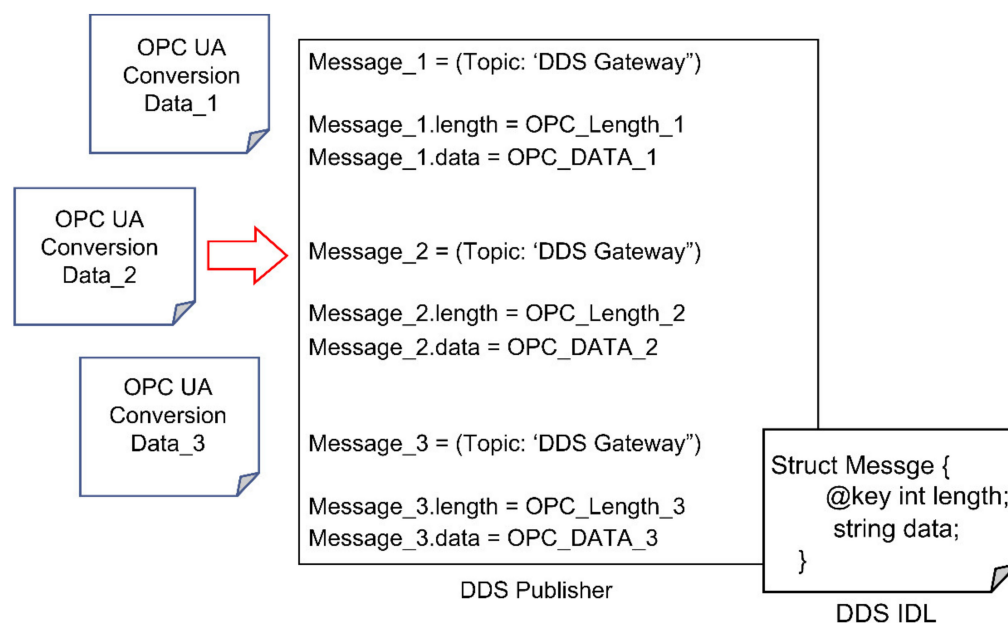 OPC UA
Conversion
Data_1
OPC UA
Conversion
Data_2
OPC UA
Conversion
Data_3
Message_1 = (Topic: ‘DDS Gateway”)
Message_1.length = OPC_Length_1
Message_1.data = OPC_DATA_1
Message_2 = (Topic: ‘DDS Gateway”)
Message_2.length = OPC_Length_2
Message_2.data = OPC_DATA_2
Message_3 = (Topic: ‘DDS Gateway”)
Message_3.length = OPC_Length_3
Message_3.data = OPC_DATA_3
DDS Publisher
Struct Messge {
@key int length;
string data;
}
DDS IDL